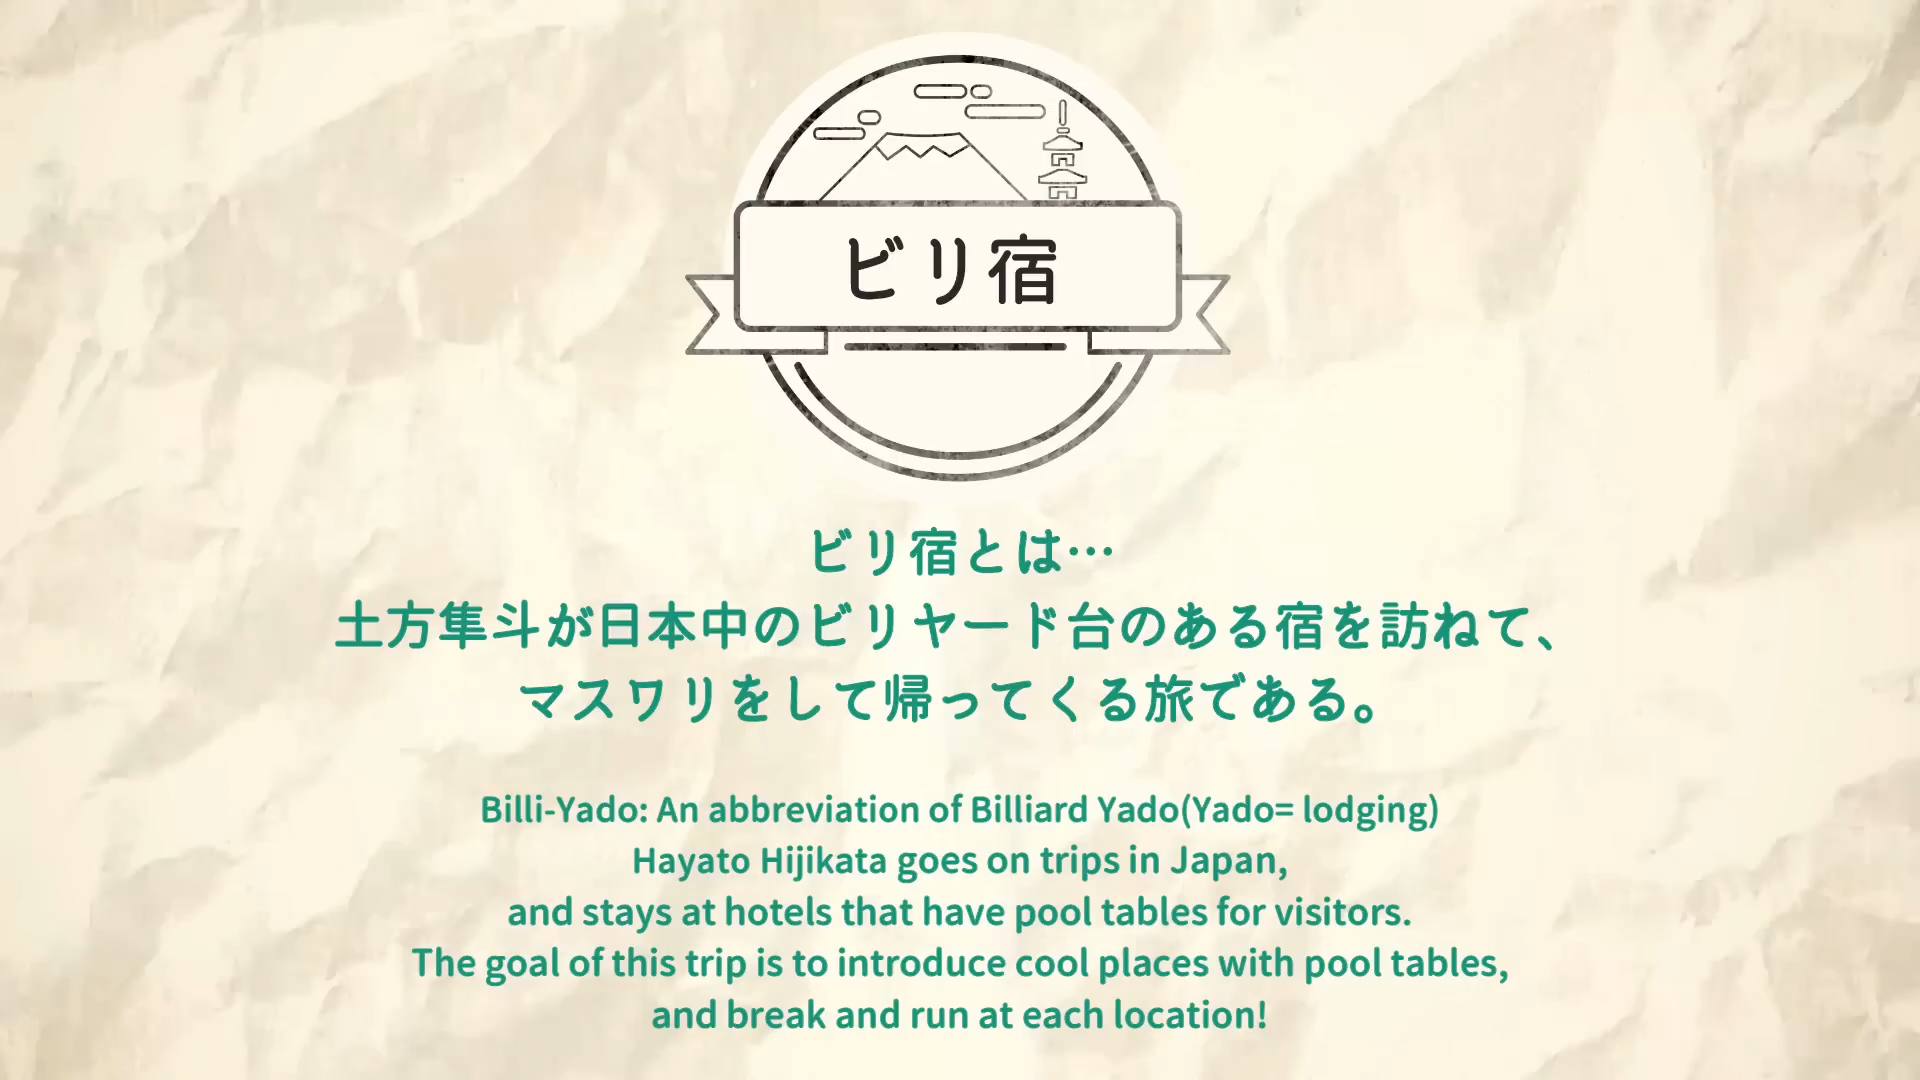 ビリ宿
ビリ宿とは…
土方隼斗が日本中のビリヤード台のある宿を訪ねて、
マスワリをして帰ってくる旅である。
Billi-Yado: An abbreviation of Billiard Yado(Yado= lodging)
Hayato Hijikata goes on trips in Japan,
and stays at hotels that have pool tables for visitors.
The goal of this trip is to introduce cool places with pool tables,
and break and run at each location!